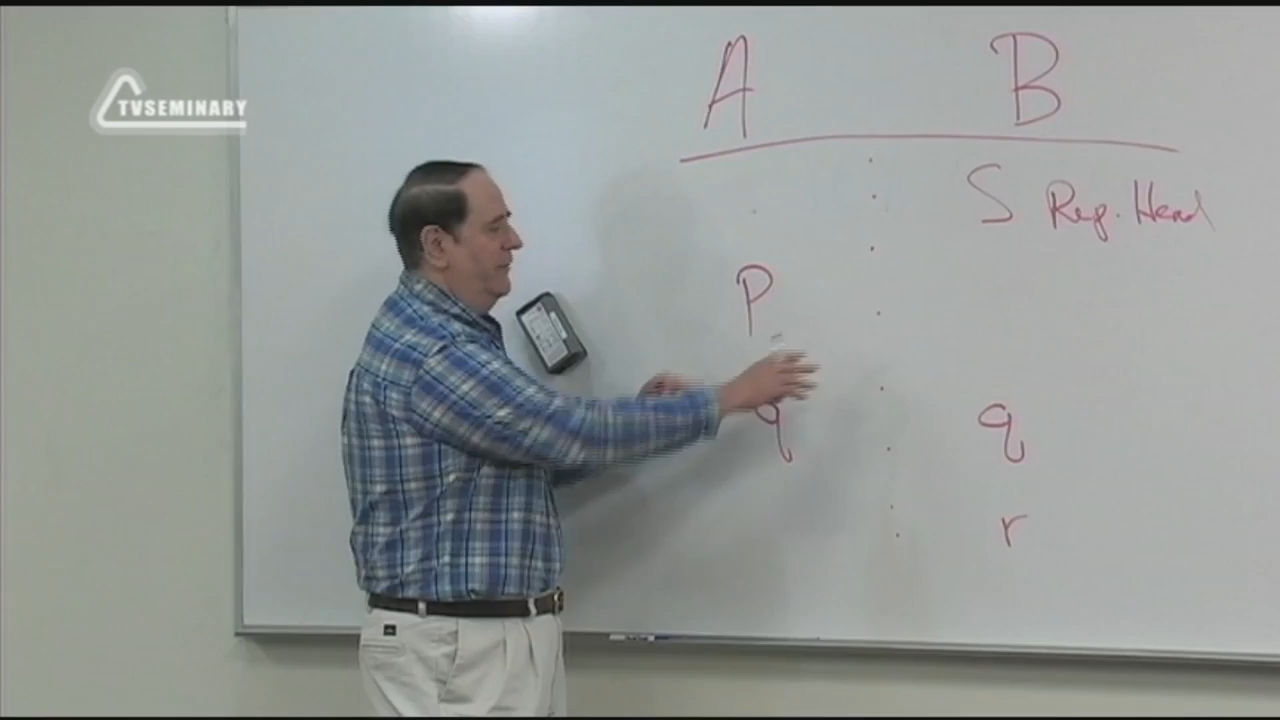 TVSEMINARY
A B
S Rep. Head
P
q q
r